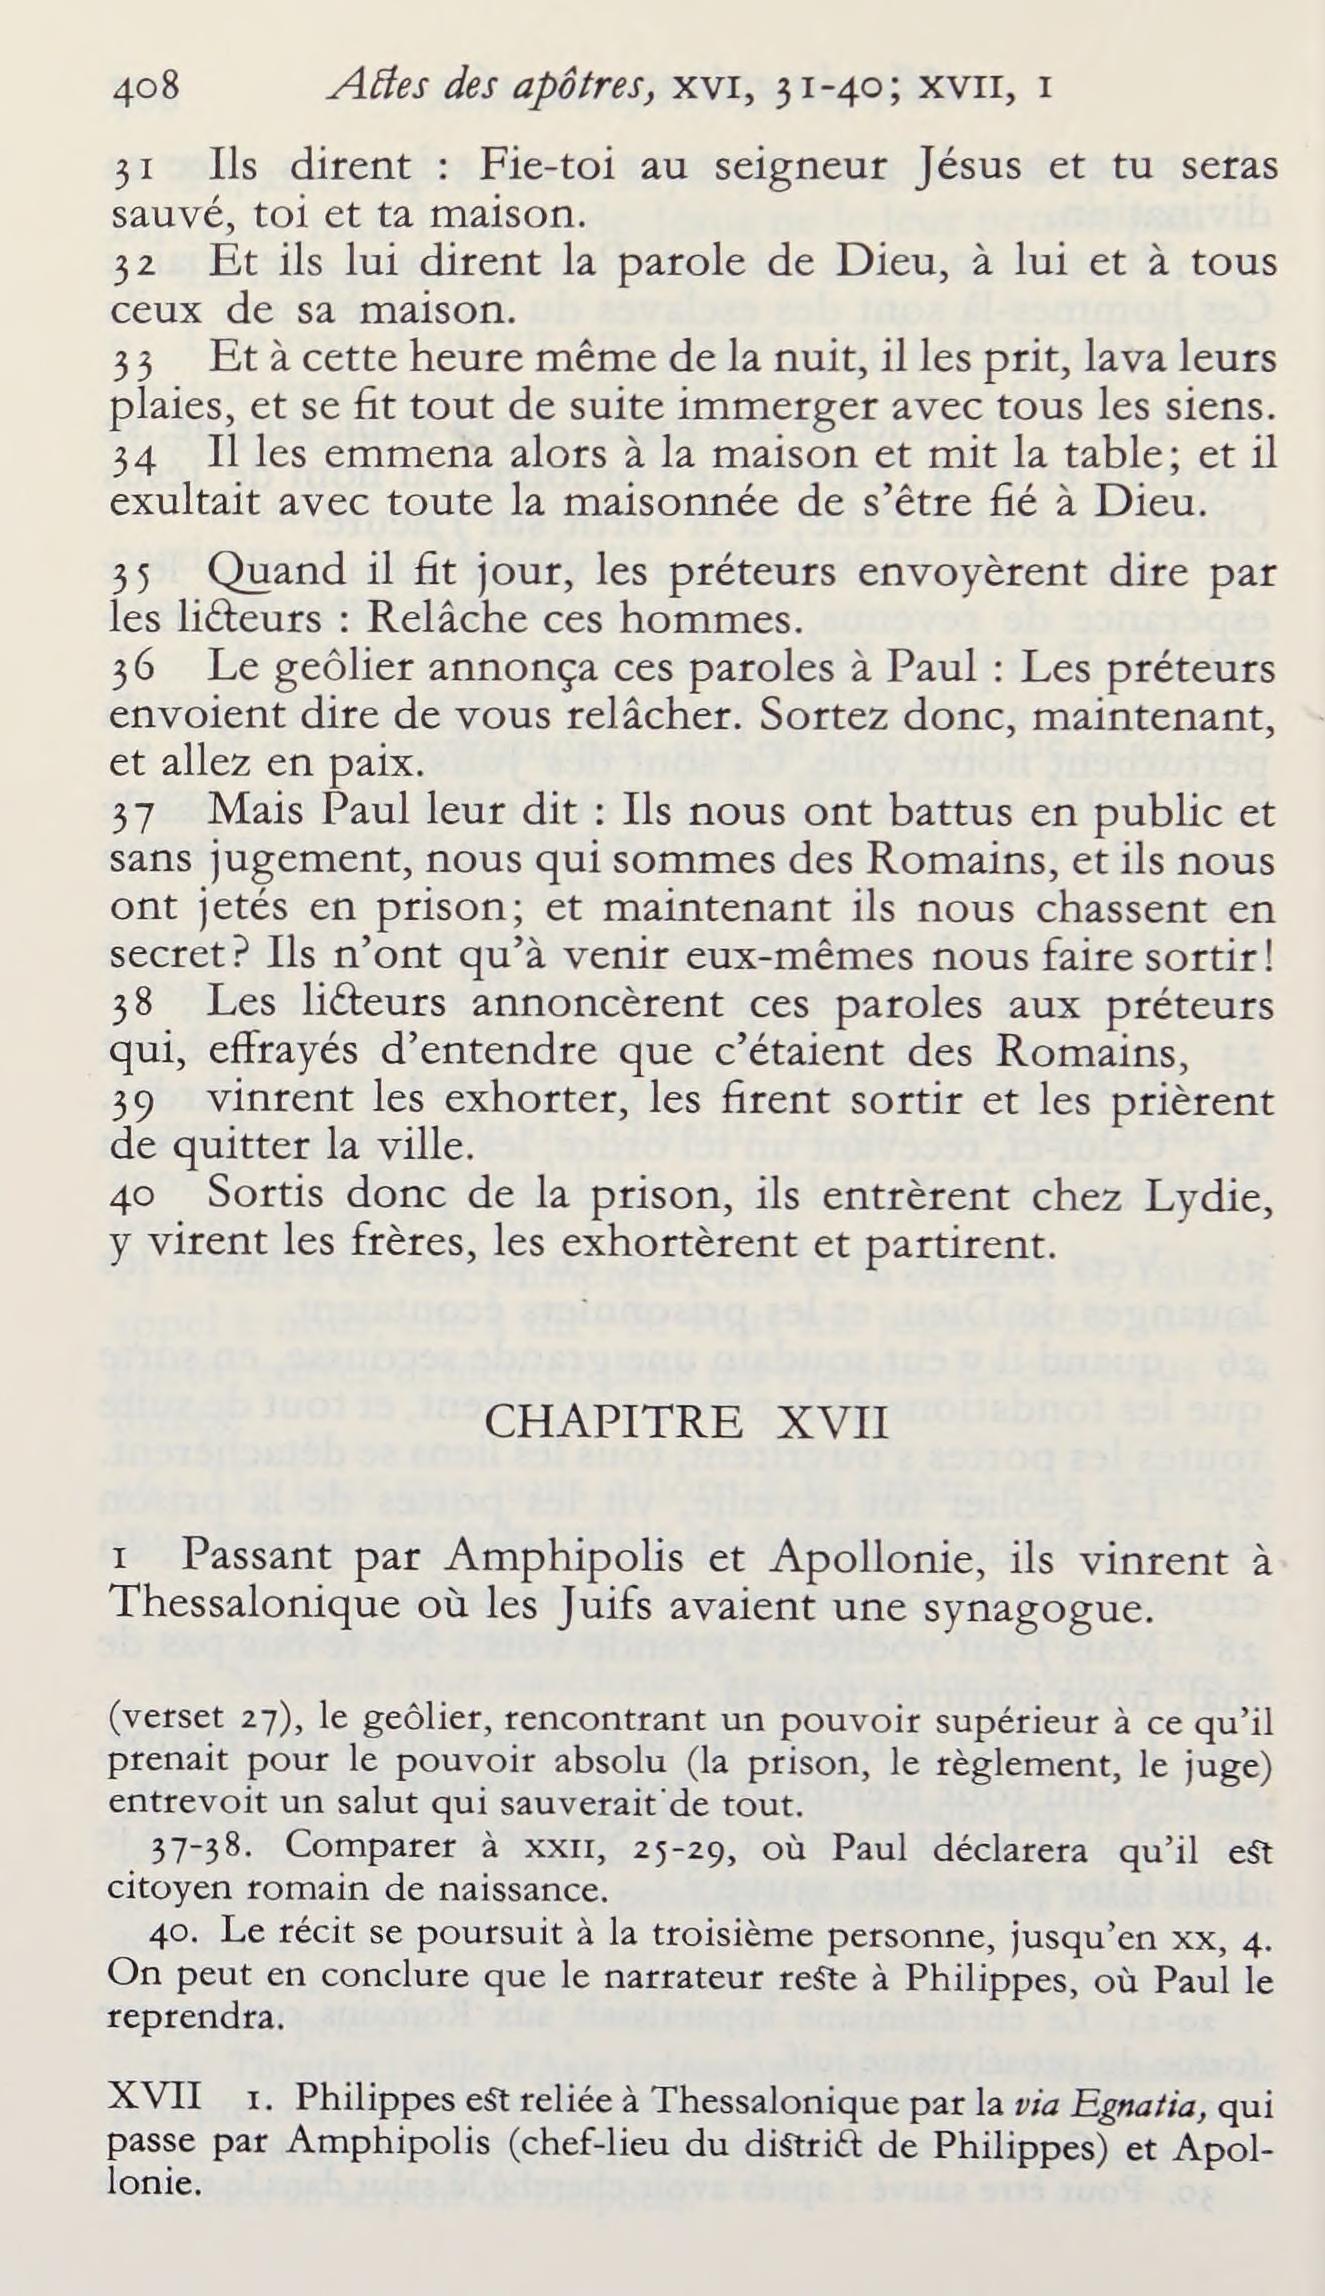 408 Actes des apôtres, XVI, 31-40; XVII, 1
31 Ils dirent : Fie-toi au seigneur Jésus et tu seras
sauvé, toi et ta maison.
32 Et ils lui dirent la parole de Dieu, à lui et à tous
ceux de sa maison.
33 Et à cette heure même de la nuit, il les prit, lava leurs
plaies, et se fit tout de suite immerger avec tous les siens.
34 Il les emmena alors à la maison et mit la table; et il
exultait avec toute la maisonnée de s'être fié à Dieu.
35 Quand il fit jour, les préteurs envoyèrent dire par
les licteurs : Relâche ces hommes.
36 Le geôlier annonça ces paroles à Paul : Les préteurs
envoient dire de vous relâcher. Sortez donc, maintenant,
et allez en paix.
37 Mais Paul leur dit : Ils nous ont battus en public et
sans jugement, nous qui sommes des Romains, et ils nous
ont jetés en prison; et maintenant ils nous chassent en
secret? Ils n'ont qu'à venir eux-mêmes nous faire sortir!
38 Les licteurs annoncèrent ces paroles aux préteurs
qui, effrayés d'entendre que c'étaient des Romains,
39 vinrent les exhorter, les firent sortir et les prièrent
de quitter la ville.
40 Sortis donc de la prison, ils entrèrent chez Lydie,
y virent les frères, les exhortèrent et partirent.
CHAPITRE XVII
1 Passant par Amphipolis et Apollonie, ils vinrent à
Thessalonique où les Juifs avaient une synagogue.
(verset 27), le geôlier, rencontrant un pouvoir supérieur à ce qu'il
prenait pour le pouvoir absolu (la prison, le règlement, le juge)
entrevoit un salut qui sauverait de tout.
37-38. Comparer à XXII, 25-29, où Paul déclarera qu'il est
citoyen romain de naissance.
40. Le récit se poursuit à la troisième personne, jusqu'en XX, 4.
On peut en conclure que le narrateur reste à Philippes, où Paul le
reprendra.
XVII 1. Philippes est reliée à Thessalonique par la via Egnatia, qui
passe par Amphipolis (chef-lieu du district de Philippes) et Apol-
lonie.